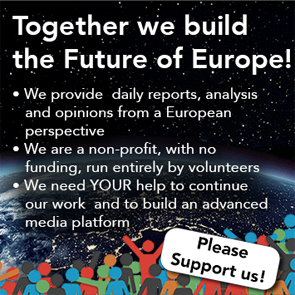 Together we build
the Future of Europe!
• We provide  daily reports, analysis
and opinions from a European
perspective
• We are a non-profit, with no
funding, run entirely by volunteers
• We need YOUR help to continue
our work  and to build an advanced
media platform
Please
Support us!